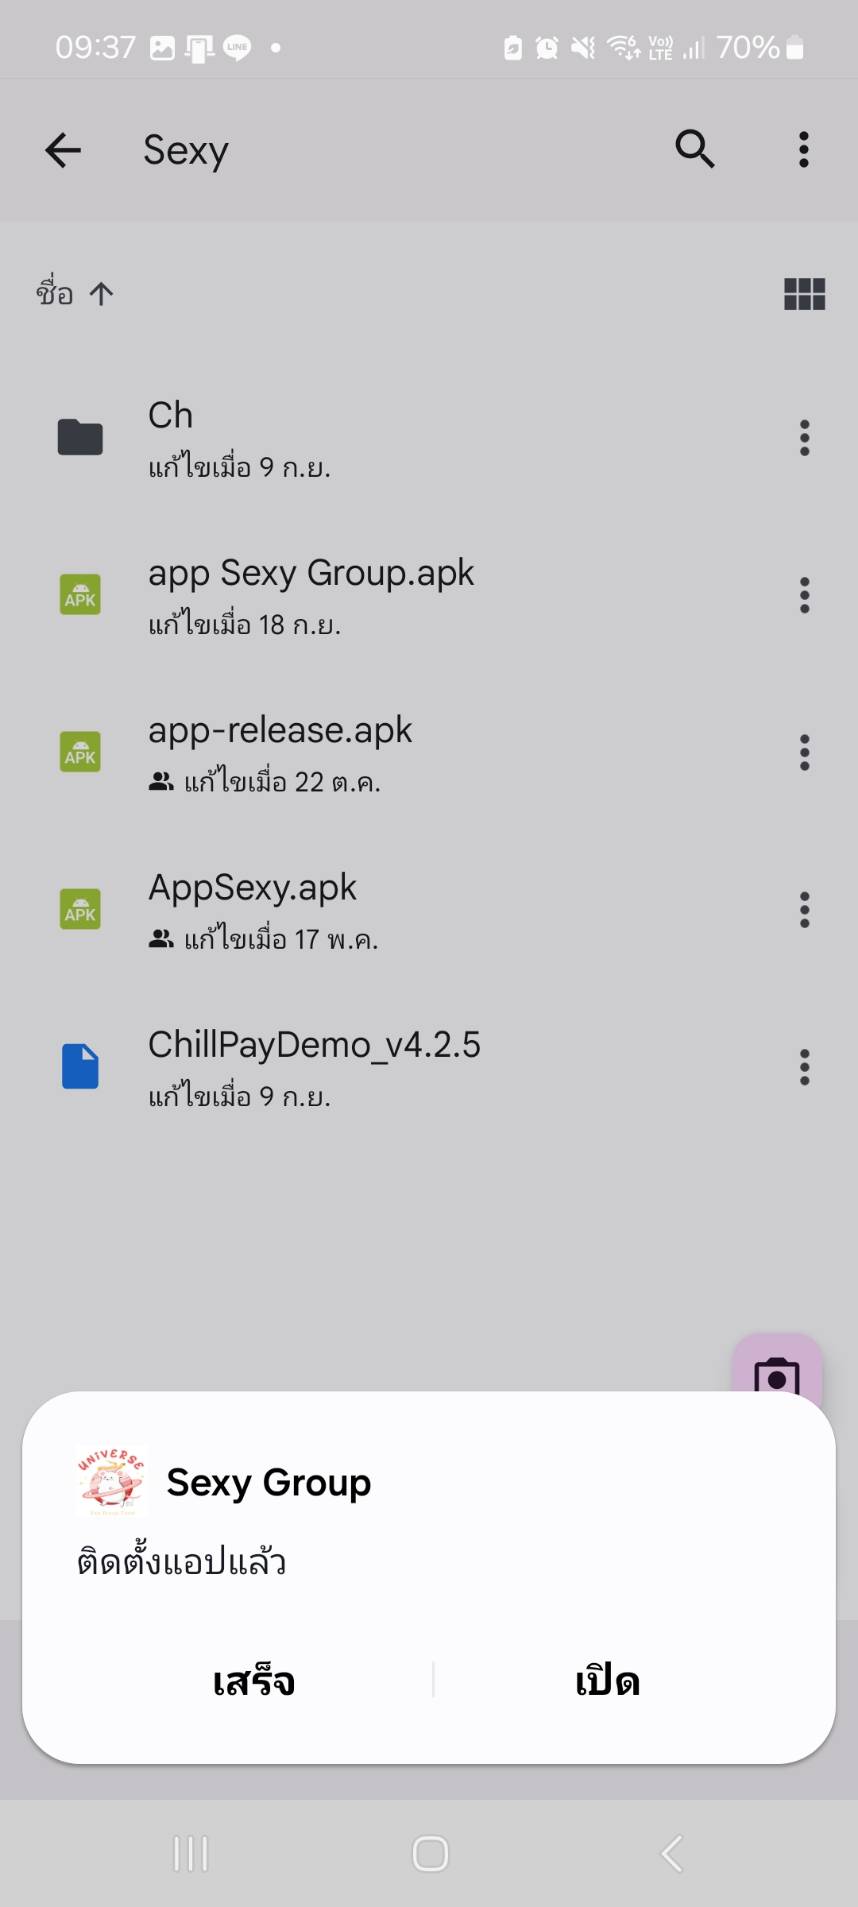 09:37 LINE Vo)) LTE 6 70%
Sexy
ชื่อ
Ch
แก้ไขเมื่อ 9 ก.ย.
APK
app Sexy Group.apk
แก้ไขเมื่อ 18 ก.ย.
APK
app-release.apk
แก้ไขเมื่อ 22 ต.ค.
APK
AppSexy.apk
แก้ไขเมื่อ 17 พ.ค.
ChillPayDemo_v4.2.5
แก้ไขเมื่อ 9 ก.ย.
UNIVERSE
Sexy Group
ติดตั้งแอปแล้ว
เสร็จ เปิด